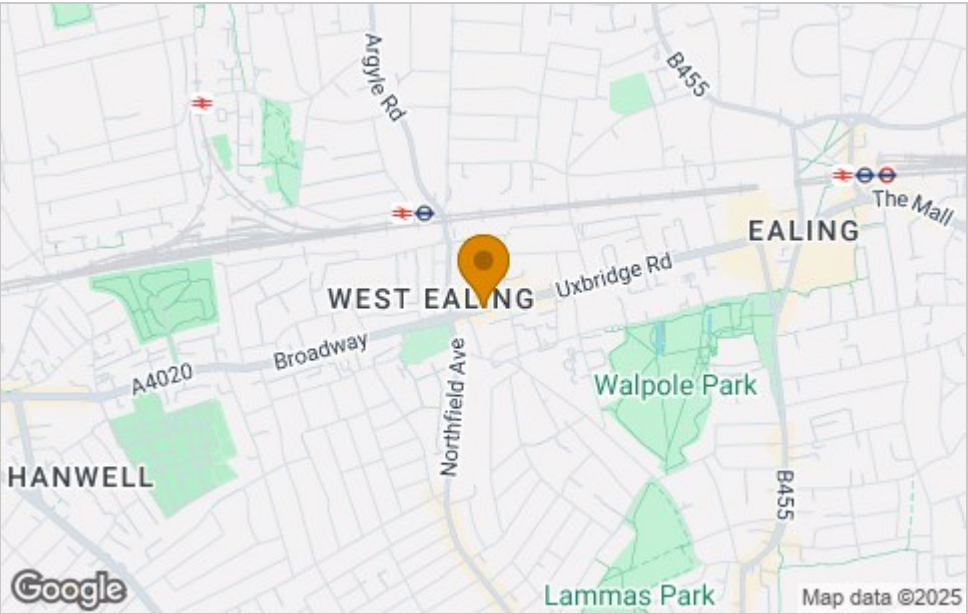 Argyle Rd
B455
The Mall
EALING
Uxbridge Rd
WEST EALING
Broadway
A4020
Walpole Park
Northfield Ave
HANWELL
B455
Lammas Park
Google
Map data ©2025